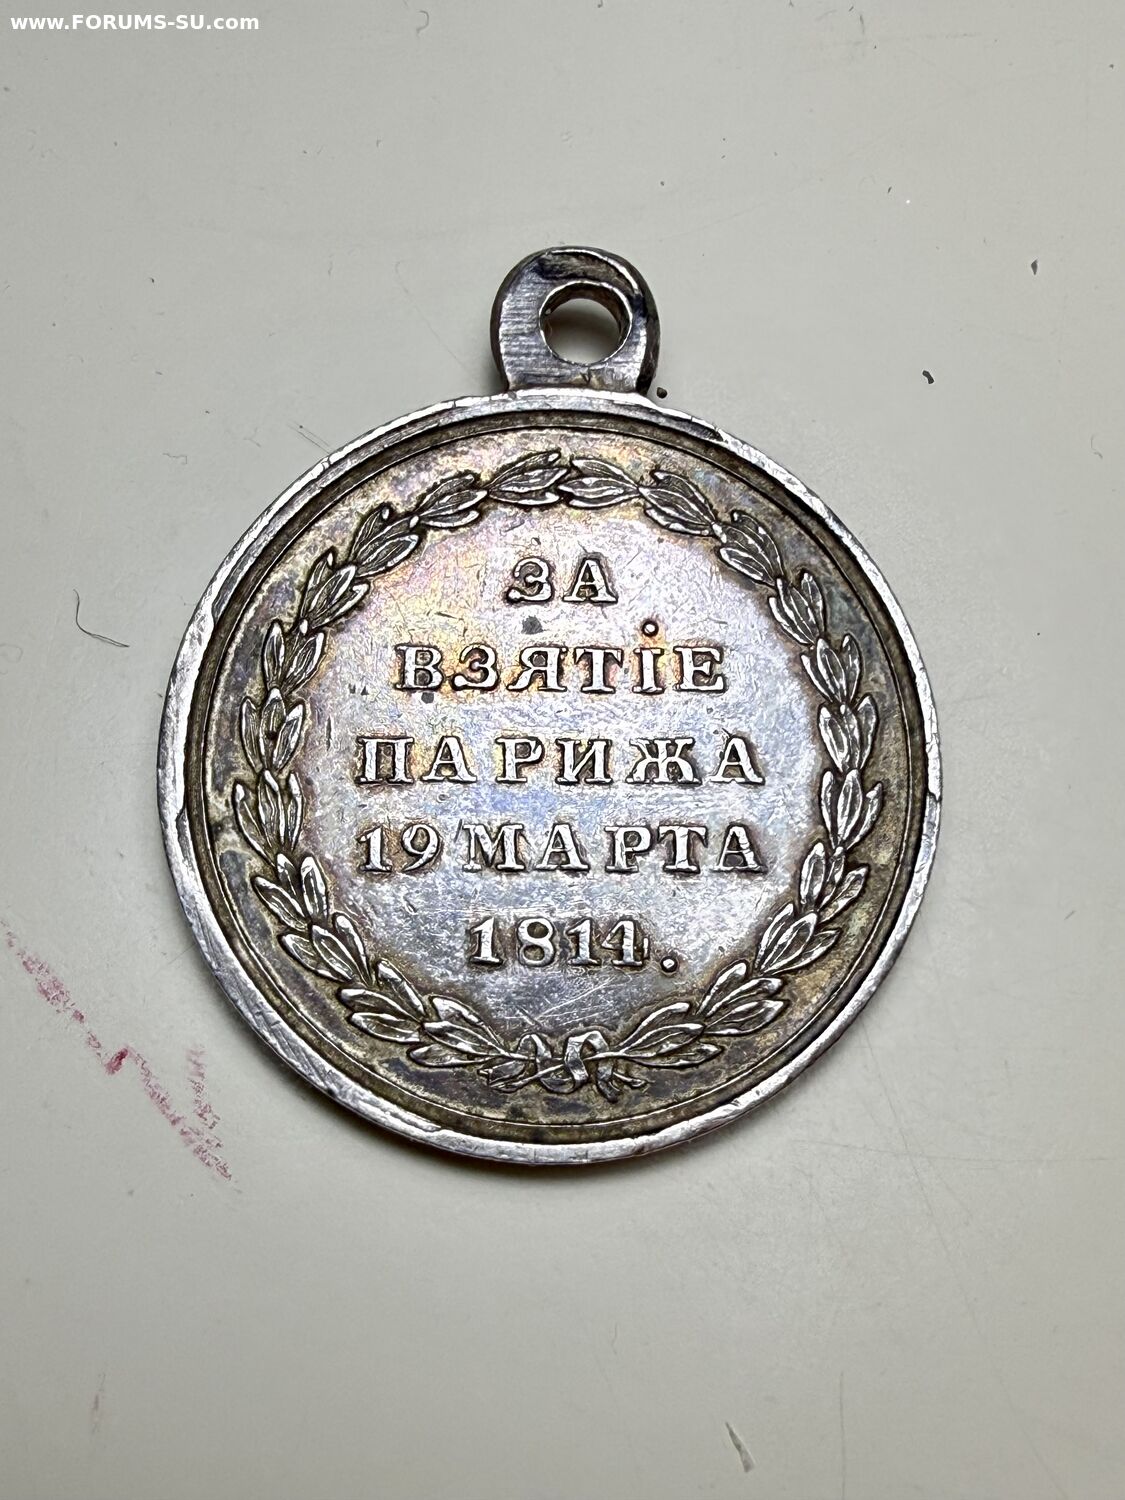 www.FORUMS-SU.com
ЗА
ВЗЯТІЕ
ПАРИЖА
19 МАРТА
1814.